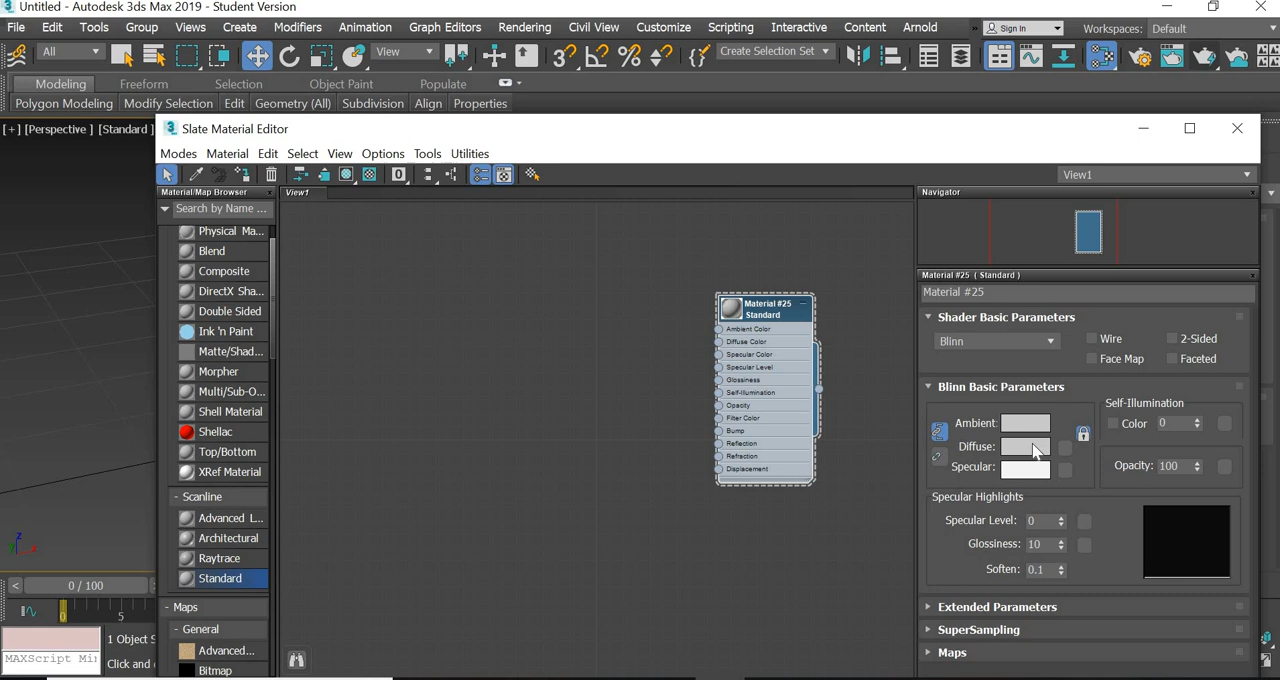 3 Untitled - Autodesk 3ds Max 2019 - Student Version
File Edit Tools Group Views Create Modifiers Animation Graph Editors Rendering Civil View Customize Scripting Interactive Content Arnold » Sign In Workspaces: Default
All View Create Selection Set
Modeling Freeform Selection Object Paint Populate
Polygon Modeling Modify Selection Edit Geometry (All) Subdivision Align Properties
[+] [Perspective ] [Standard ]
3 Slate Material Editor
Modes Material Edit Select View Options Tools Utilities
0 View1
Material/Map Browser × View1 Navigator ×
Search by Name ...
Physical Ma...
Blend
Composite
DirectX Sha...
Double Sided
Ink 'n Paint
Matte/Shad...
Morpher
Multi/Sub-O...
Shell Material
Shellac
Top/Bottom
XRef Material
- Scanline
Advanced L...
Architectural
Raytrace
Standard
- Maps
- General
Advanced...
Bitmap
Material #25
Standard
Ambient Color
Diffuse Color
Specular Color
Specular Level
Glossiness
Self-Illumination
Opacity
Filter Color
Bump
Reflection
Refraction
Displacement
Material #25 ( Standard ) ×
Material #25
Shader Basic Parameters
Blinn Wire 2-Sided
Face Map Faceted
Blinn Basic Parameters
Self-Illumination
Ambient: Color 0
Diffuse:
Specular: Opacity: 100
Specular Highlights
Specular Level: 0
Glossiness: 10
Soften: 0.1
Extended Parameters
SuperSampling
Maps
z
y x
< 0 / 100
0 5
1 Object S
MAXScript Mi Click and